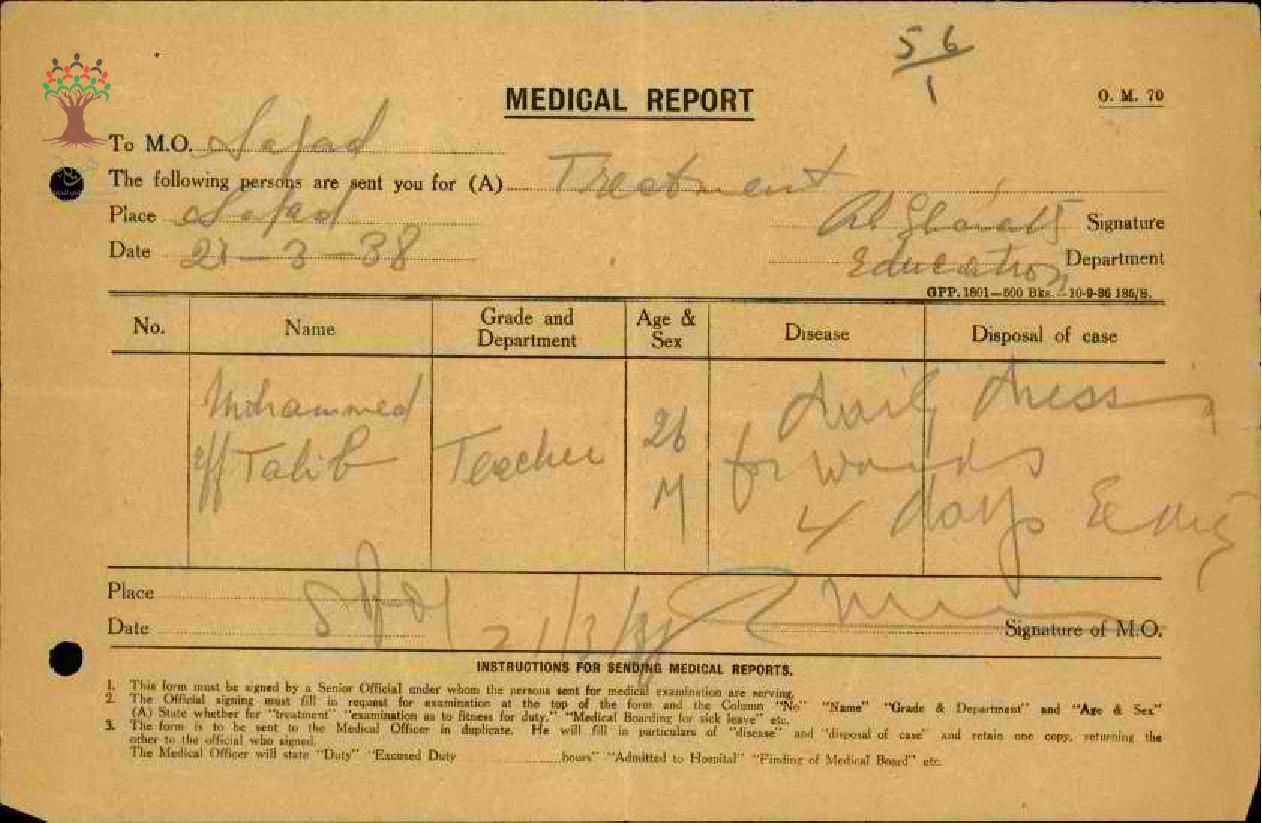 56
1
MEDICAL REPORT
O. M. 70
To M.O. Safad
The following persons are sent you for (A) Treatment
Place Safad
Signature
Date 21-3-38
Education Department
GPP. 1801—500 Bks.—10-9-36 185/S.
No. Name Grade and Department Age & Sex Disease Disposal of case
Mohammed
eff Talib Teacher 26
M
daily dress
for wounds
4 days
Place
Date 21/3/38 Signature of M.O.
INSTRUCTIONS FOR SENDING MEDICAL REPORTS.
1. This form must be signed by a Senior Official under whom the persons sent for medical examination are serving.
2. The Official signing must fill in request for examination at the top of the form and the Column "No" "Name" "Grade & Department" and "Age & Sex"
(A) State whether for "treatment" "examination as to fitness for duty," "Medical Boarding for sick leave" etc.
3. The form is to be sent to the Medical Officer in duplicate. He will fill in particulars of "disease" and "disposal of case" and retain one copy, returning the
other to the official who signed.
The Medical Officer will state "Duty" "Excused Duty ............hours" "Admitted to Hospital" "Finding of Medical Board" etc.